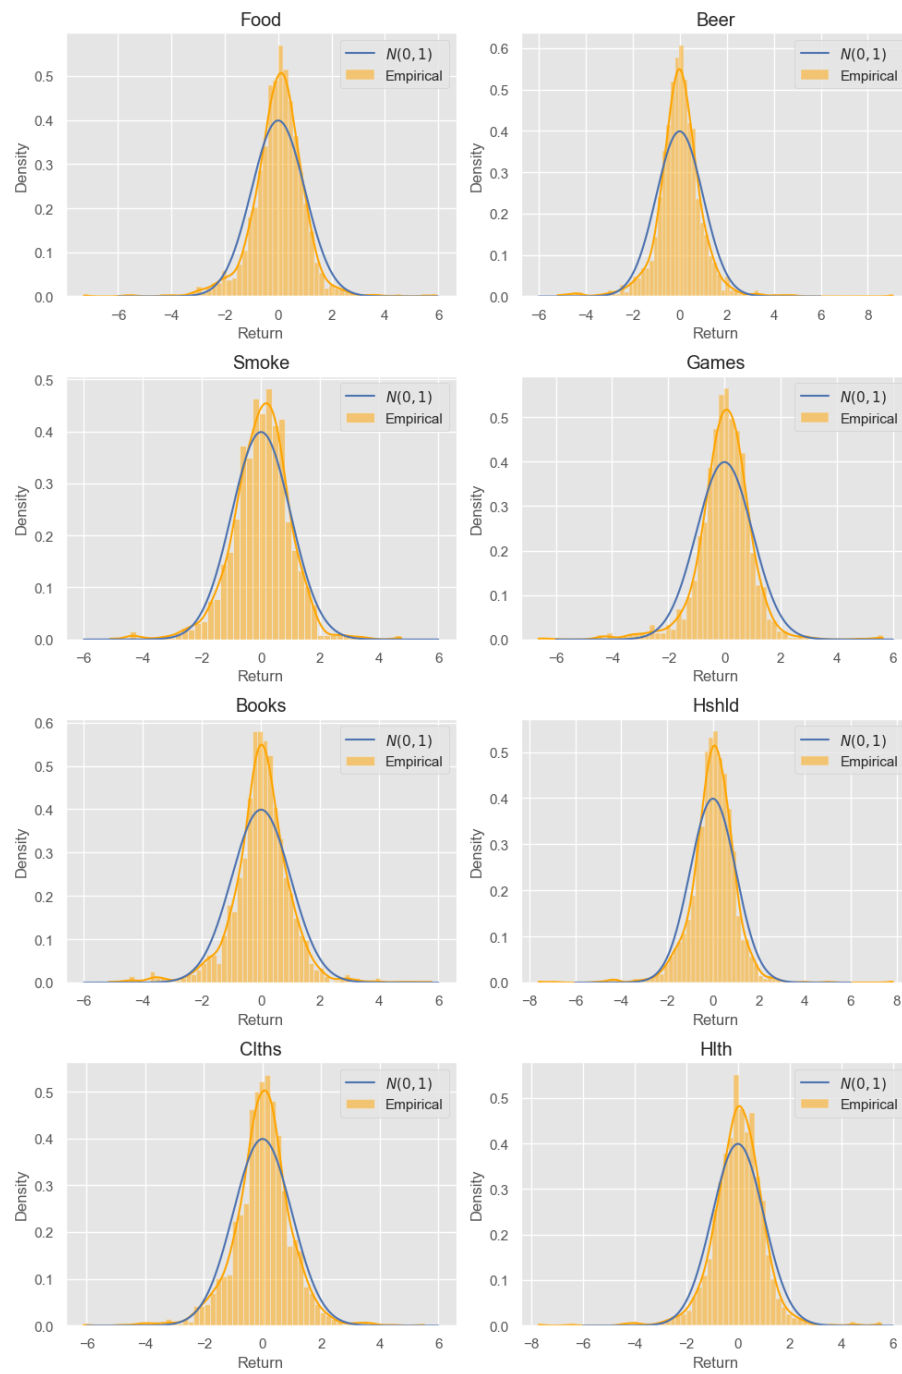 Food
Beer
N(0, 1)
Empirical
N(0, 1)
Empirical
Density
0.5
0.4
0.3
0.2
0.1
0.0
Density
0.6
0.5
0.4
0.3
0.2
0.1
0.0
−6 −4 −2 0 2 4 6
Return
−6 −4 −2 0 2 4 6 8
Return
Smoke
Games
N(0, 1)
Empirical
N(0, 1)
Empirical
Density
0.5
0.4
0.3
0.2
0.1
0.0
Density
0.5
0.4
0.3
0.2
0.1
0.0
−6 −4 −2 0 2 4 6
Return
−6 −4 −2 0 2 4 6
Return
Books
Hshld
N(0, 1)
Empirical
N(0, 1)
Empirical
Density
0.6
0.5
0.4
0.3
0.2
0.1
0.0
Density
0.5
0.4
0.3
0.2
0.1
0.0
−6 −4 −2 0 2 4 6
Return
−8 −6 −4 −2 0 2 4 6 8
Return
Clths
Hlth
N(0, 1)
Empirical
N(0, 1)
Empirical
Density
0.5
0.4
0.3
0.2
0.1
0.0
Density
0.5
0.4
0.3
0.2
0.1
0.0
−6 −4 −2 0 2 4 6
Return
−8 −6 −4 −2 0 2 4 6
Return